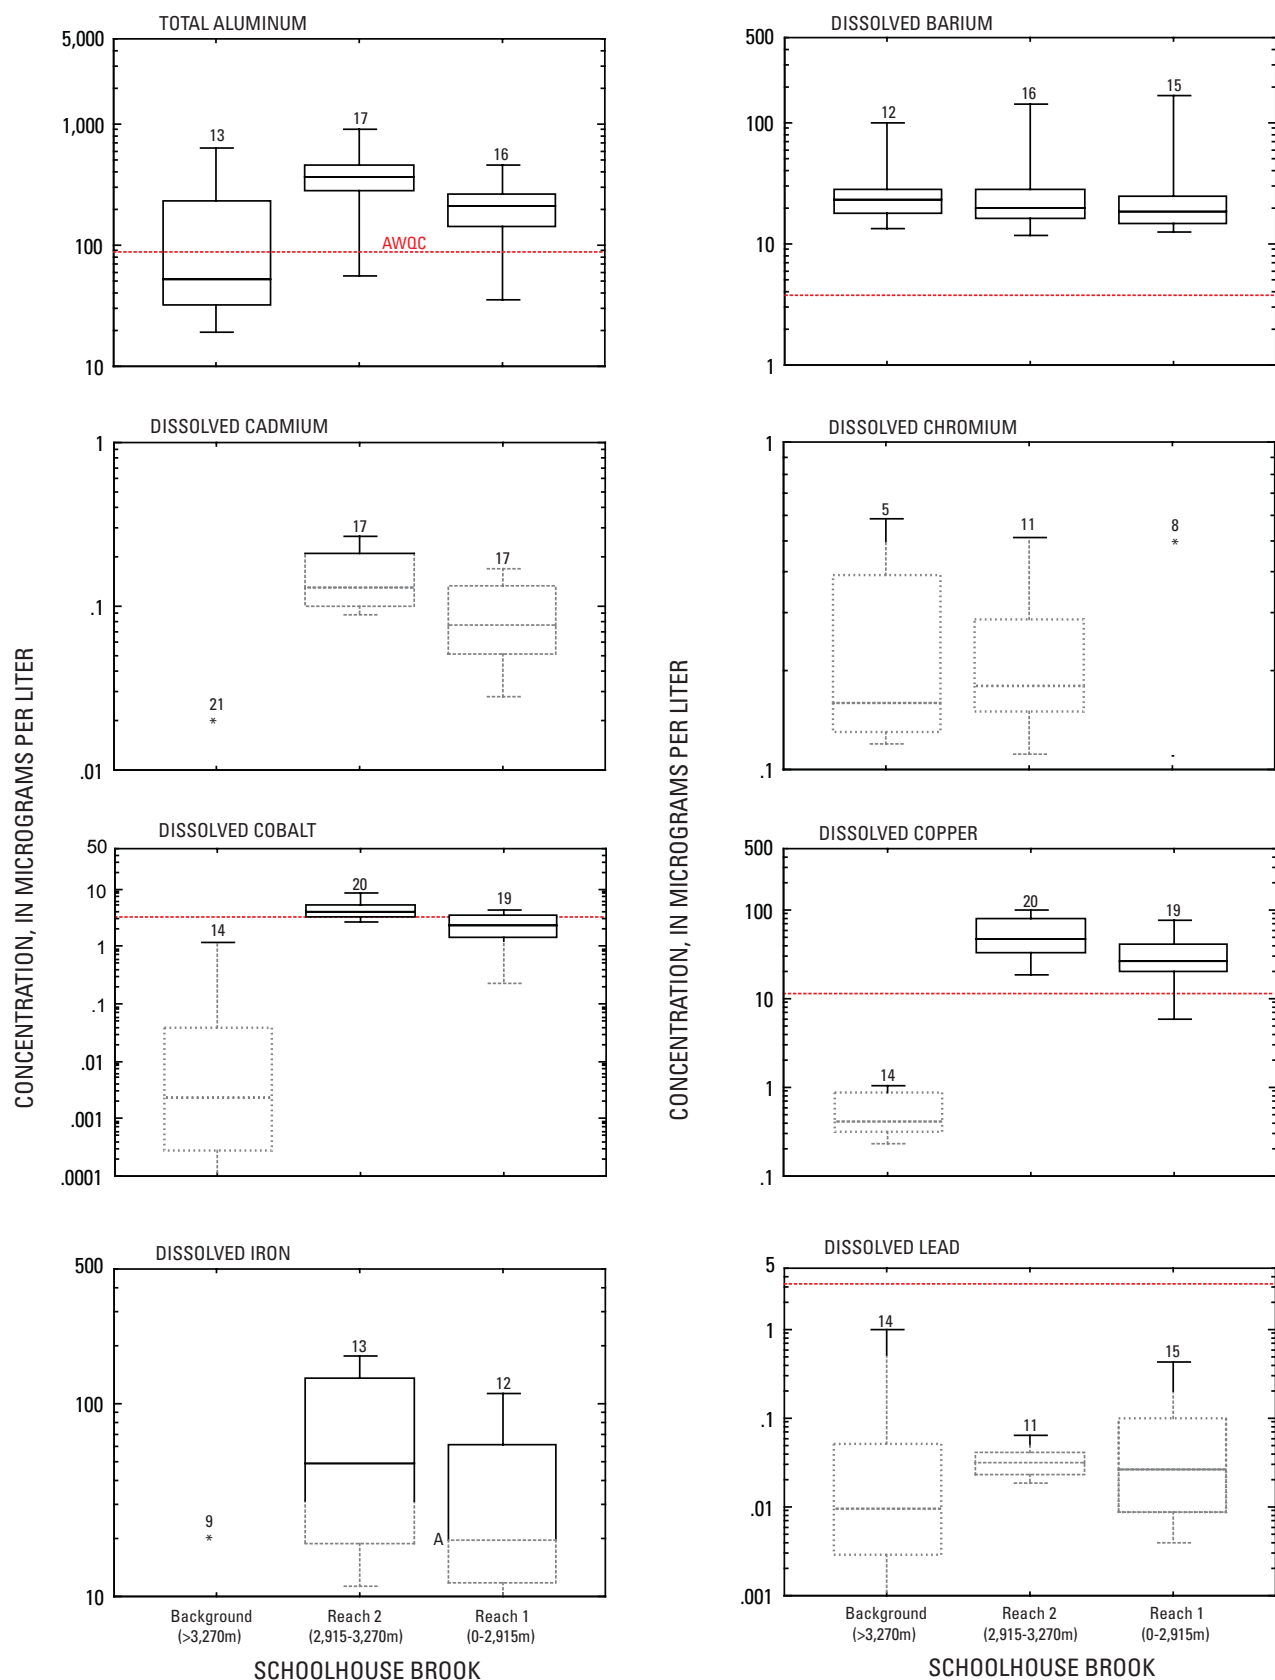 TOTAL ALUMINUM
5,000
1,000
100
10
13
17
16
AWQC
DISSOLVED BARIUM
500
100
10
1
12
16
15
DISSOLVED CADMIUM
1
.1
.01
21
*
17
17
DISSOLVED CHROMIUM
1
.1
5
11
8
*
DISSOLVED COBALT
50
10
1
.1
.01
.001
.0001
14
20
19
DISSOLVED COPPER
500
100
10
1
.1
14
20
19
DISSOLVED IRON
500
100
10
9
*
13
12
A
DISSOLVED LEAD
5
1
.1
.01
.001
14
11
15
CONCENTRATION, IN MICROGRAMS PER LITER
CONCENTRATION, IN MICROGRAMS PER LITER
Background
(>3,270m)
Reach 2
(2,915-3,270m)
Reach 1
(0-2,915m)
SCHOOLHOUSE BROOK
Background
(>3,270m)
Reach 2
(2,915-3,270m)
Reach 1
(0-2,915m)
SCHOOLHOUSE BROOK